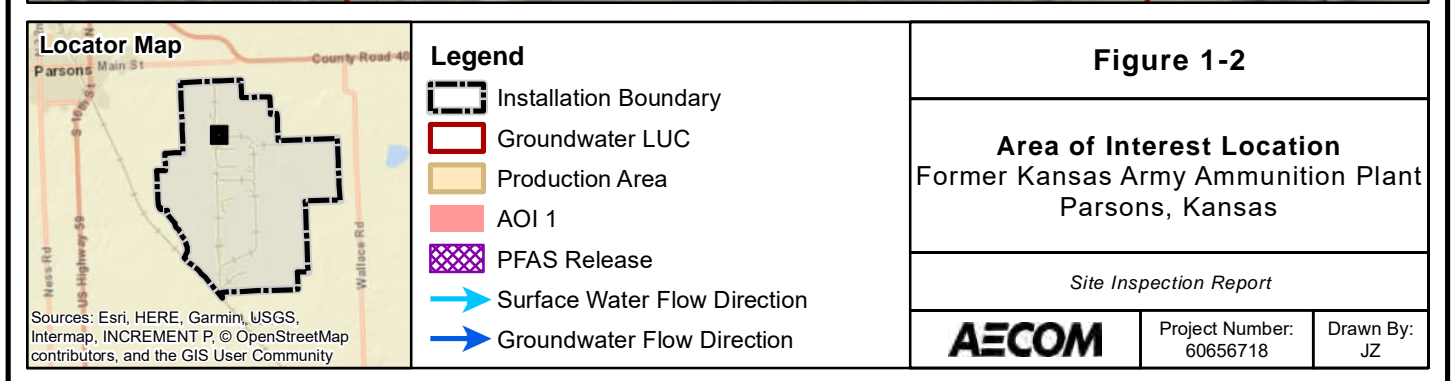 Locator Map
Parsons
Main St
County Road 40
S 16th St
US Highway 59
Ness Rd
Wallace Rd
Sources: Esri, HERE, Garmin, USGS,
Intermap, INCREMENT P, © OpenStreetMap
contributors, and the GIS User Community
Legend
Installation Boundary
Groundwater LUC
Production Area
AOI 1
PFAS Release
Surface Water Flow Direction
Groundwater Flow Direction
Figure 1-2
Area of Interest Location
Former Kansas Army Ammunition Plant
Parsons, Kansas
Site Inspection Report
AECOM
Project Number:
60656718
Drawn By:
JZ